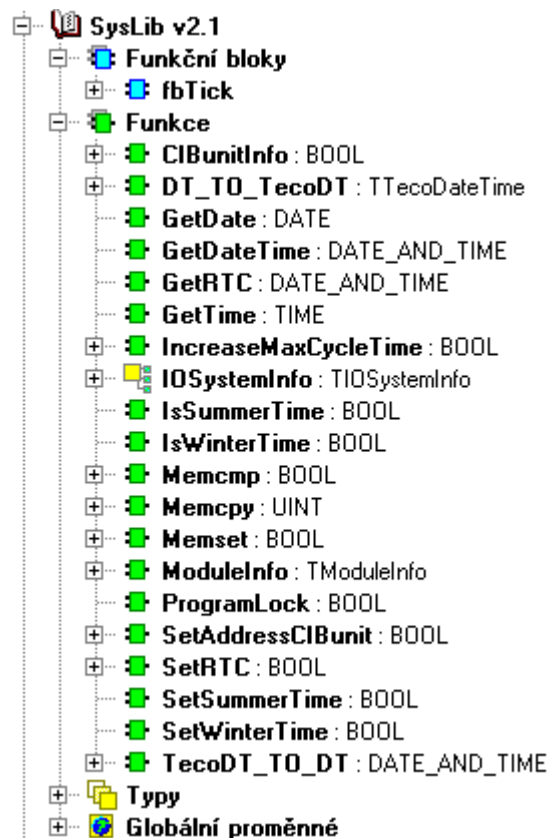 SysLib v2.1
Funkční bloky
fbTick
Funkce
CIBunitInfo : BOOL
DT_TO_TecoDT : TTecoDateTime
GetDate : DATE
GetDateTime : DATE_AND_TIME
GetRTC : DATE_AND_TIME
GetTime : TIME
IncreaseMaxCycleTime : BOOL
IOSystemInfo : TIOSystemInfo
IsSummerTime : BOOL
IsWinterTime : BOOL
Memcmp : BOOL
Memcpy : UINT
Memset : BOOL
ModuleInfo : TModuleInfo
ProgramLock : BOOL
SetAddressCIBunit : BOOL
SetRTC : BOOL
SetSummerTime : BOOL
SetWinterTime : BOOL
TecoDT_TO_DT : DATE_AND_TIME
Typy
Globální proměnné